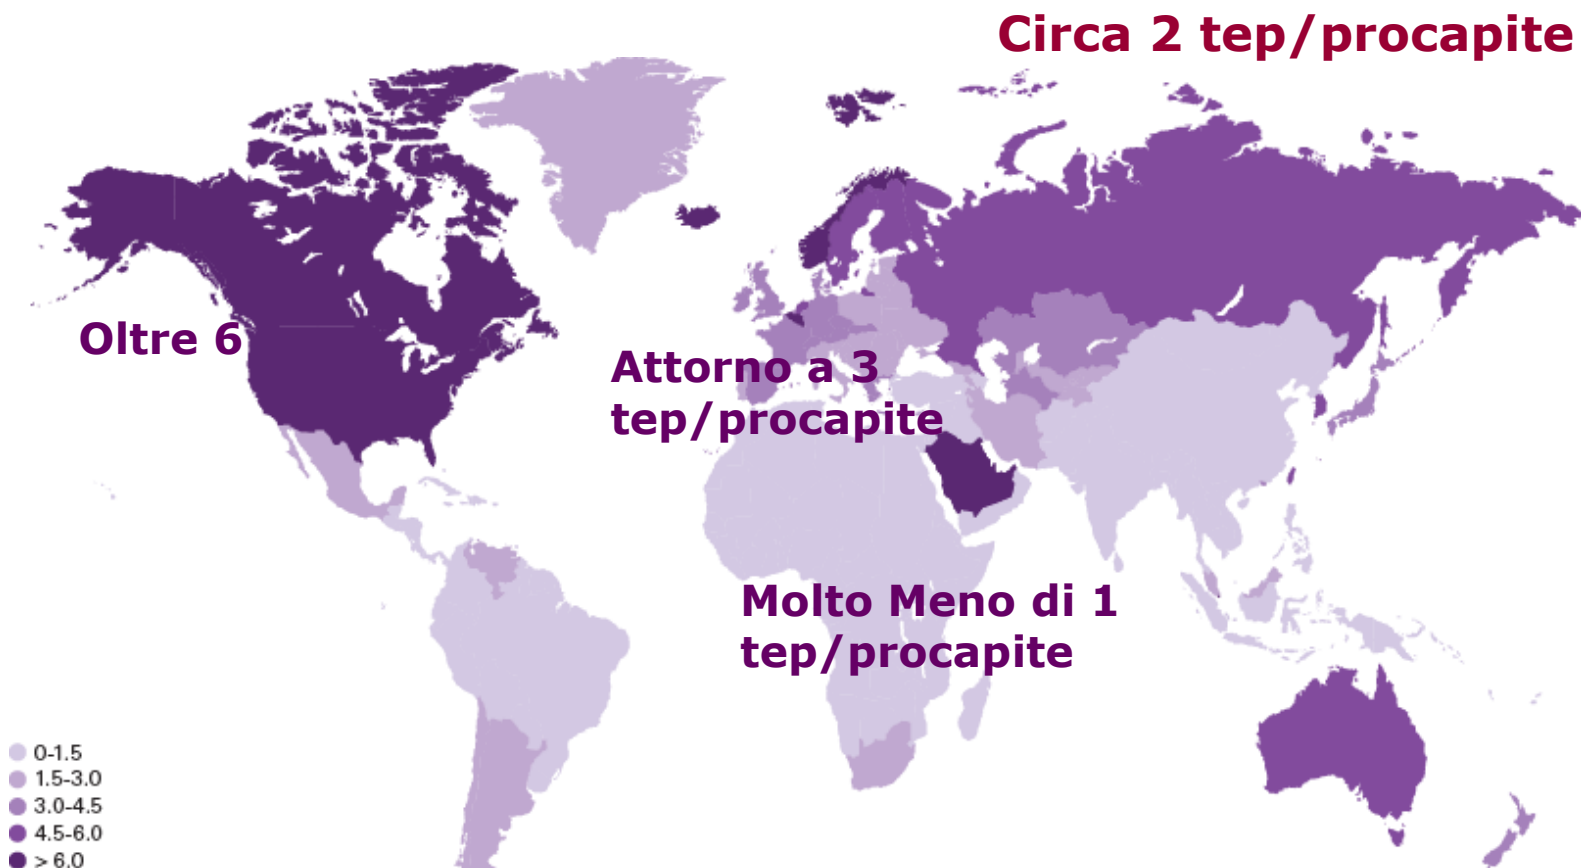 Circa 2 tep/procapite
Oltre 6
Attorno a 3
tep/procapite
Molto Meno di 1
tep/procapite
0-1.5
1.5-3.0
3.0-4.5
4.5-6.0
> 6.0